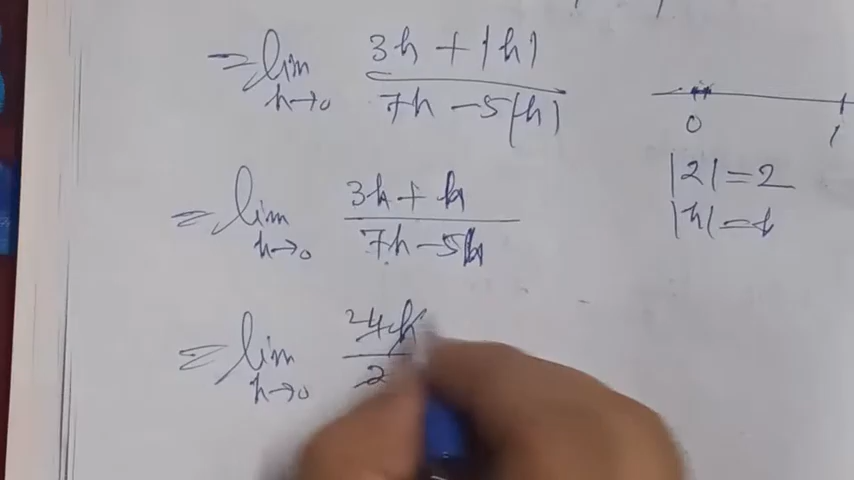 = lim h→0 3h + |h| / 7h - 5|h|
0 1
|2| = 2
= lim h→0 3h + h / 7h - 5h
|h| = h
= lim h→0 4h / 2